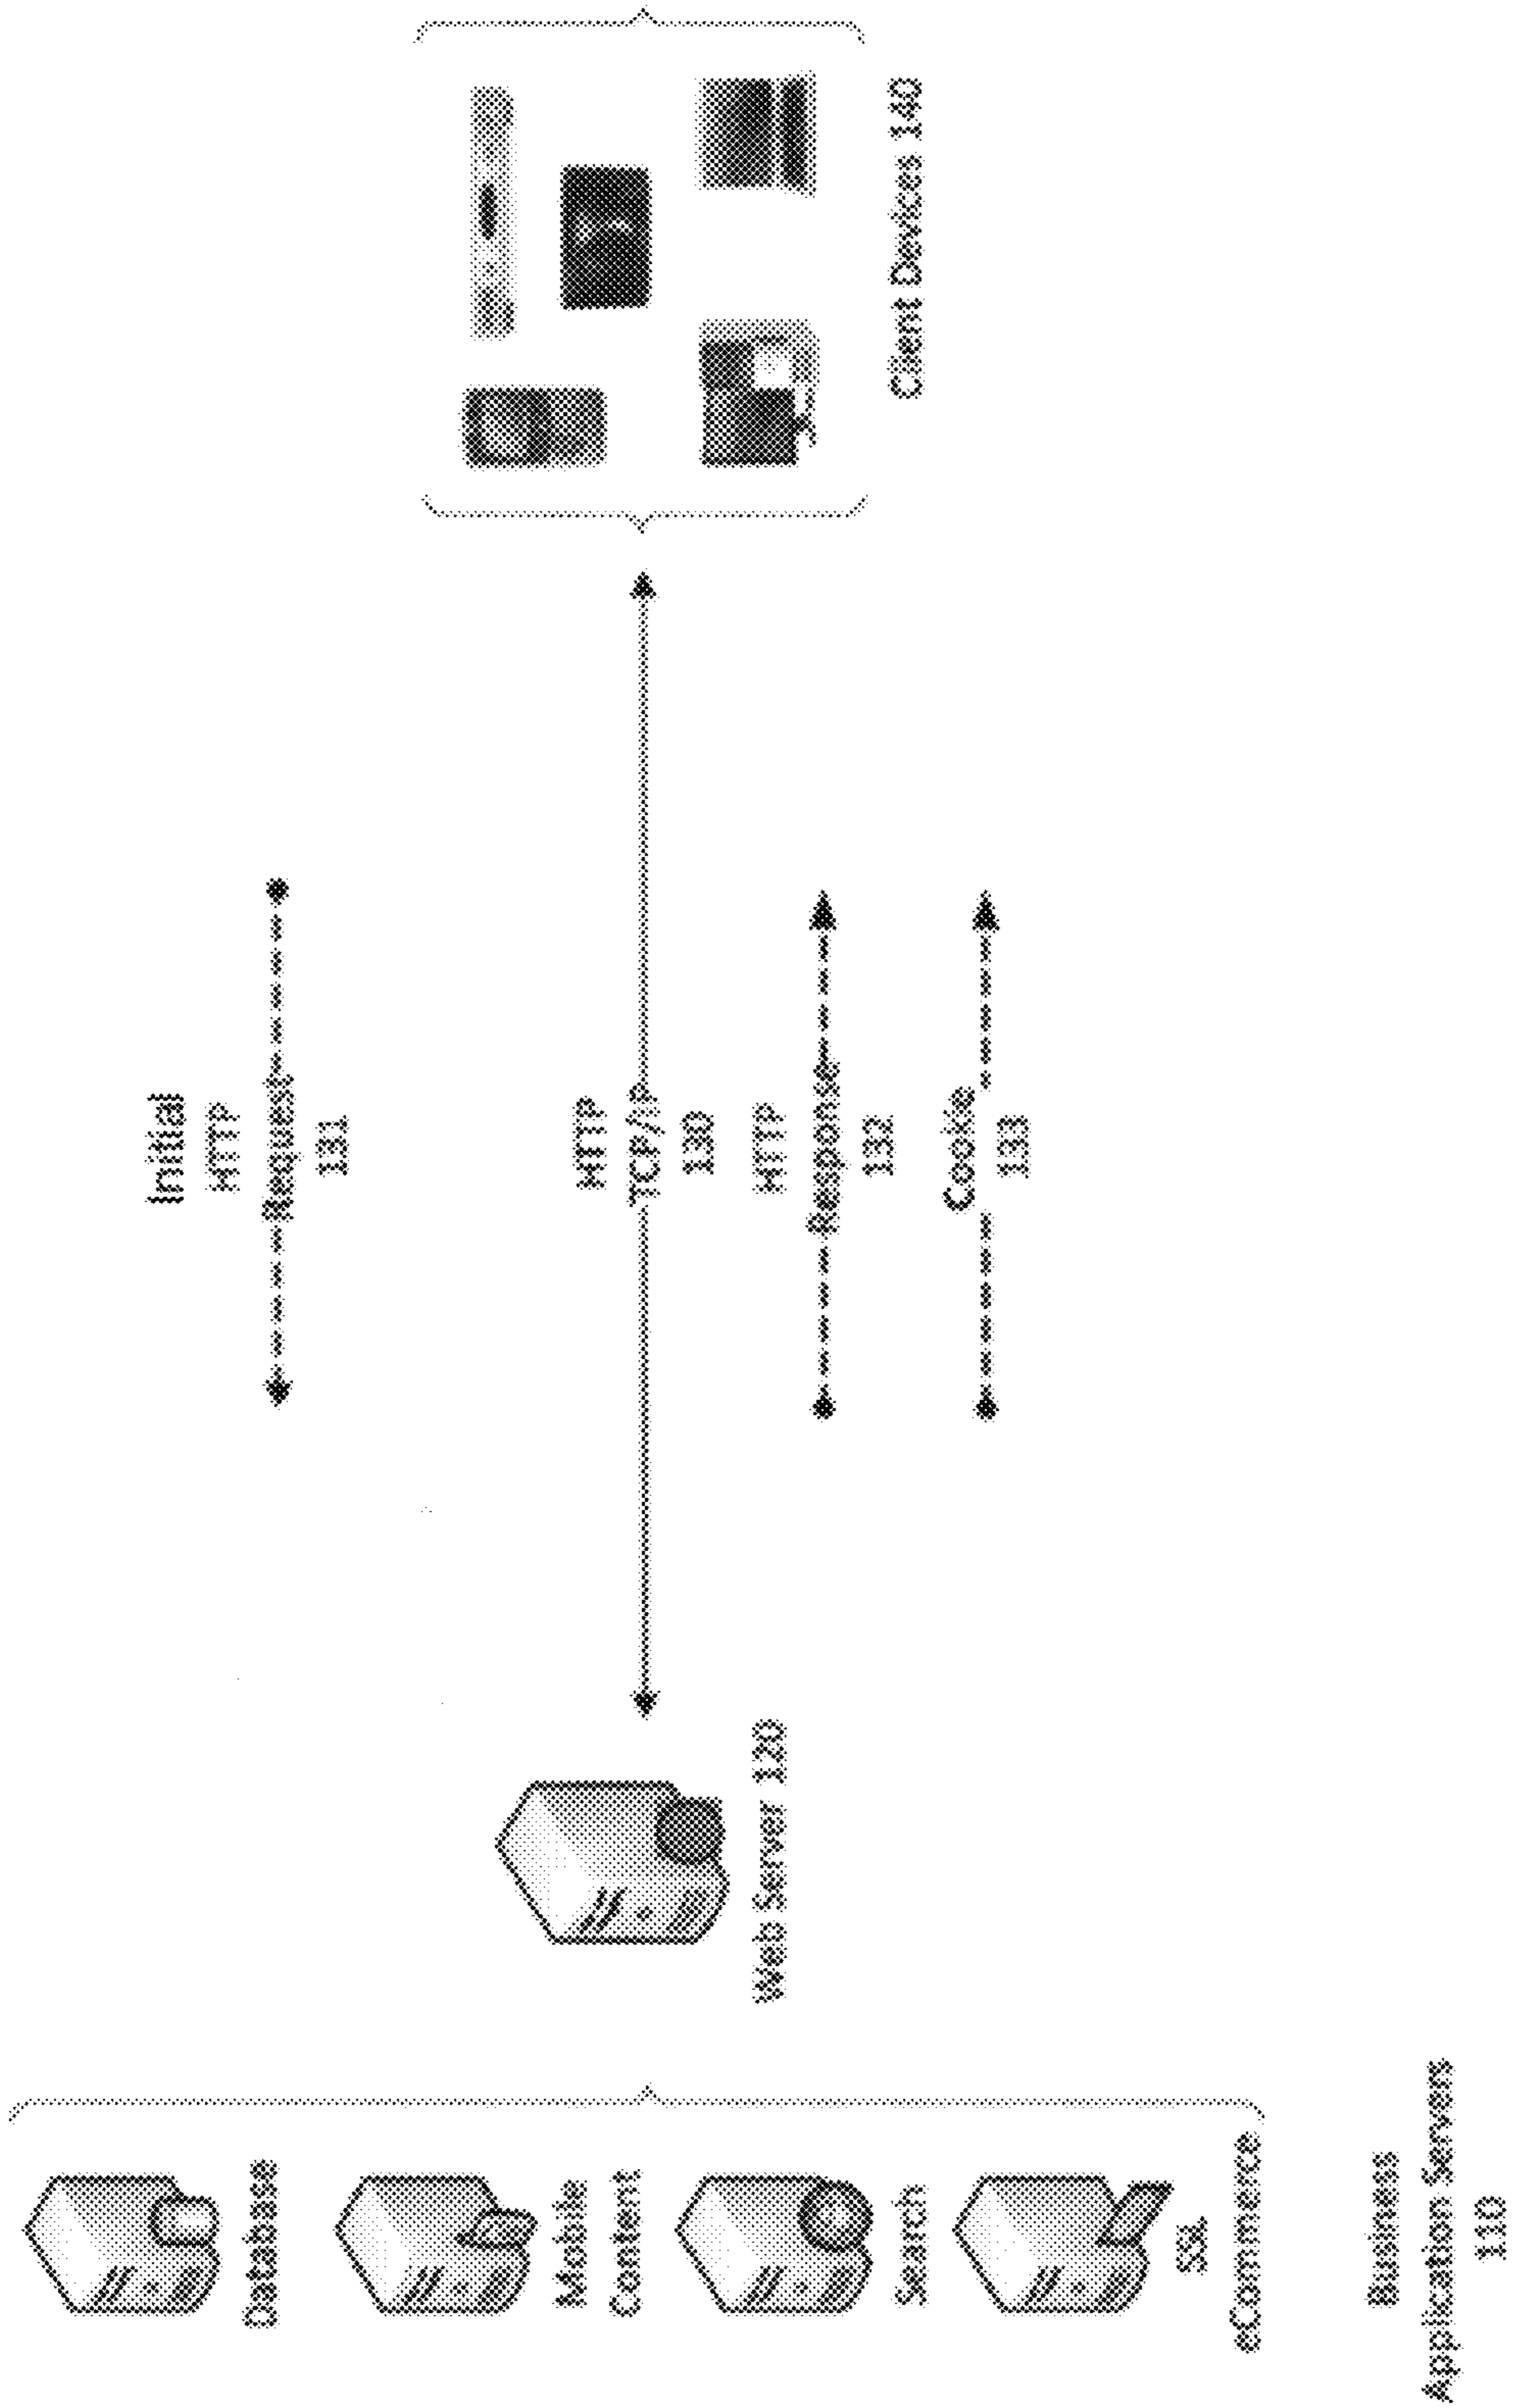 Database
Mobile
Content
Search
SSL
eCommerce
Business
Application Servers
110
Web Server 120
Initial
HTTP
Request
131
HTTP
TCP/IP
130
HTTP
Response
132
Cookie
133
Client Devices 140